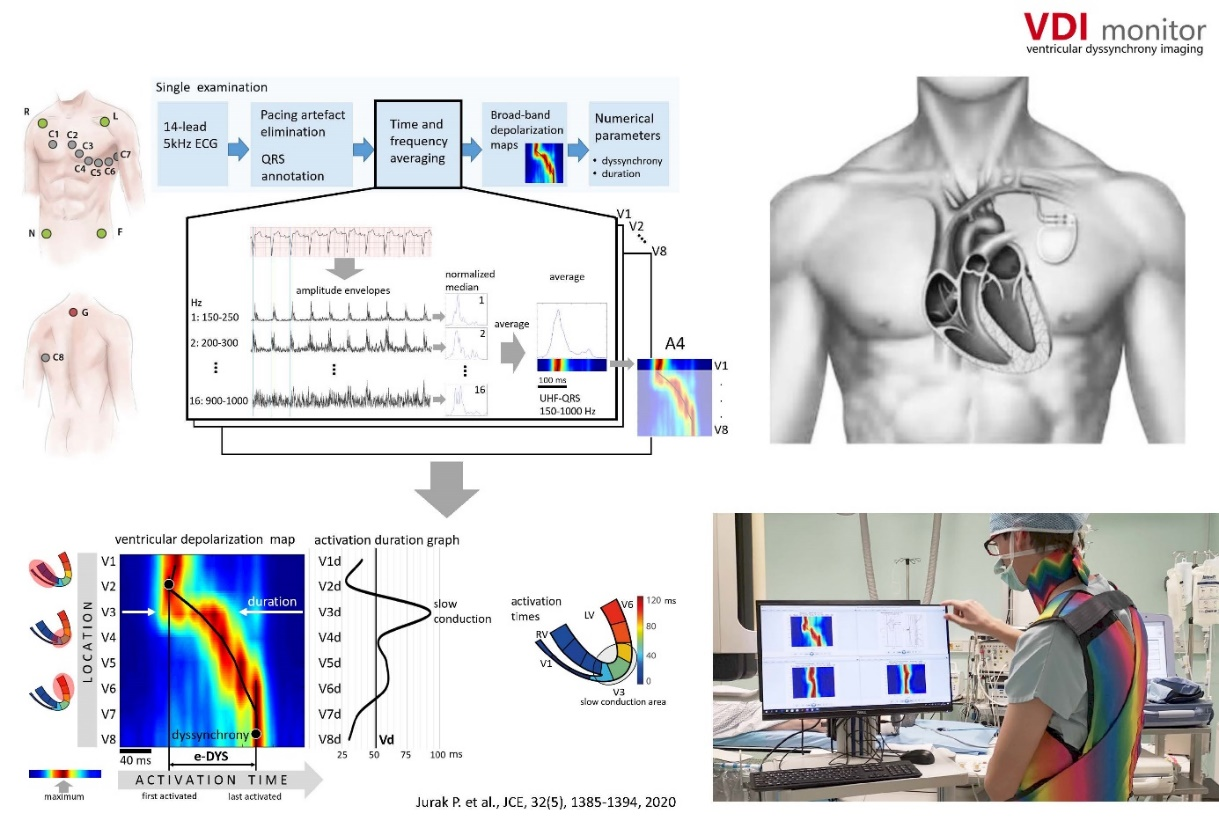 VDI monitor
ventricular dyssynchrony imaging
Single examination
14-lead
5kHz ECG
Pacing artefact
elimination
QRS
annotation
Time and
frequency
averaging
Broad-band
depolarization
maps
Numerical
parameters
• dyssynchrony
• duration
R
L
C1
C2
C3
C4
C5
C6
C7
N
F
G
C8
V1
V2
V8
Hz
1: 150-250
2: 200-300
16: 900-1000
amplitude envelopes
normalized
median
1
2
16
average
average
100 ms
UHF-QRS
150-1000 Hz
A4
V1
V8
ventricular depolarization map
LOCATION
V1
V2
V3
V4
V5
V6
V7
V8
duration
dyssynchrony
40 ms
e-DYS
ACTIVATION TIME
first activated
last activated
maximum
activation duration graph
V1d
V2d
V3d
V4d
V5d
V6d
V7d
V8d
slow
conduction
Vd
25
50
75
100 ms
activation
times
RV
V1
LV
V6
V3
slow conduction area
120 ms
80
40
0
Jurak P. et al., JCE, 32(5), 1385-1394, 2020